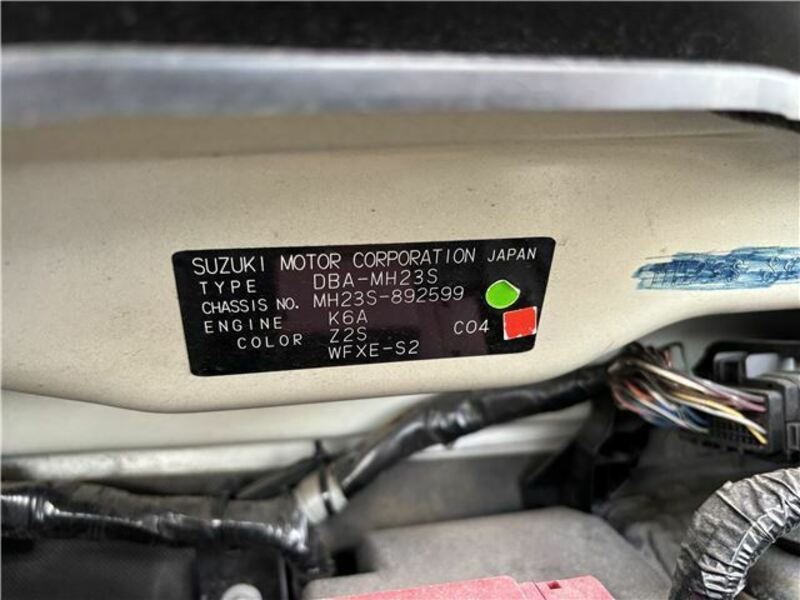 SUZUKI MOTOR CORPORATION JAPAN
TYPE DBA-MH23S
CHASSIS NO. MH23S-892599
ENGINE K6A
COLOR Z2S C04
WFXE-S2